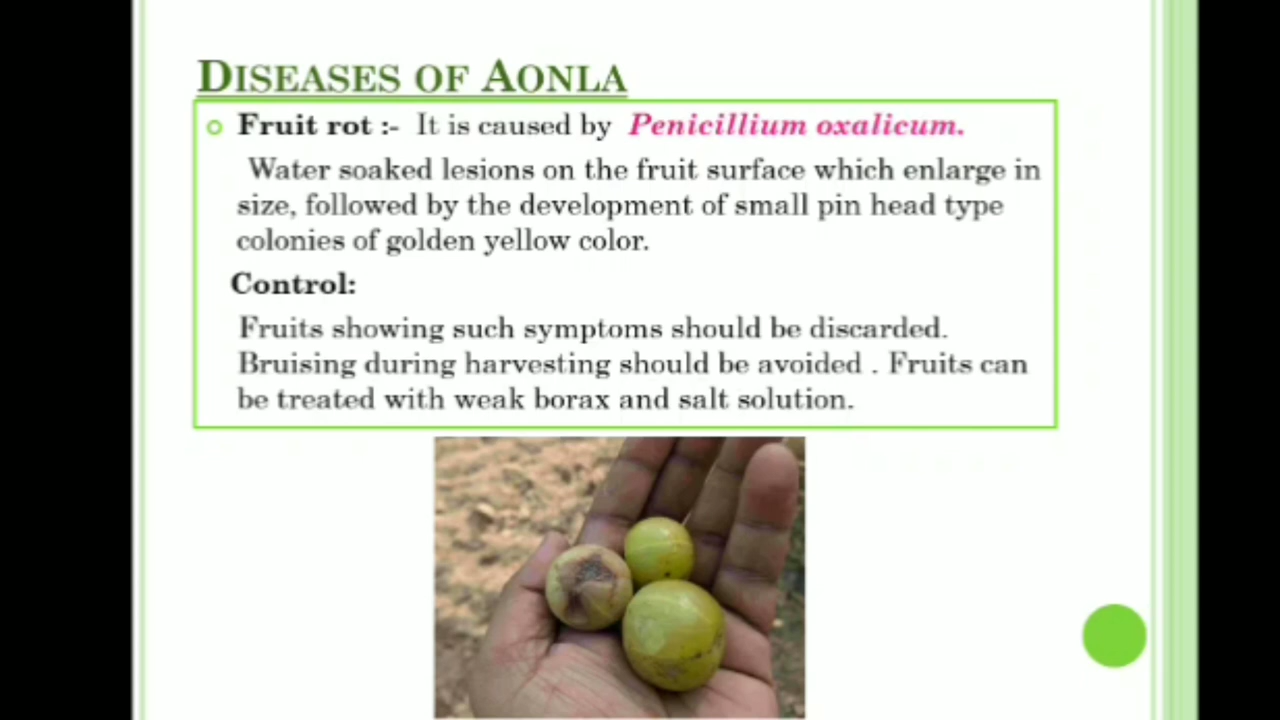 DISEASES OF AONLA
Fruit rot :- It is caused by Penicillium oxalicum.
Water soaked lesions on the fruit surface which enlarge in
size, followed by the development of small pin head type
colonies of golden yellow color.
Control:
Fruits showing such symptoms should be discarded.
Bruising during harvesting should be avoided . Fruits can
be treated with weak borax and salt solution.